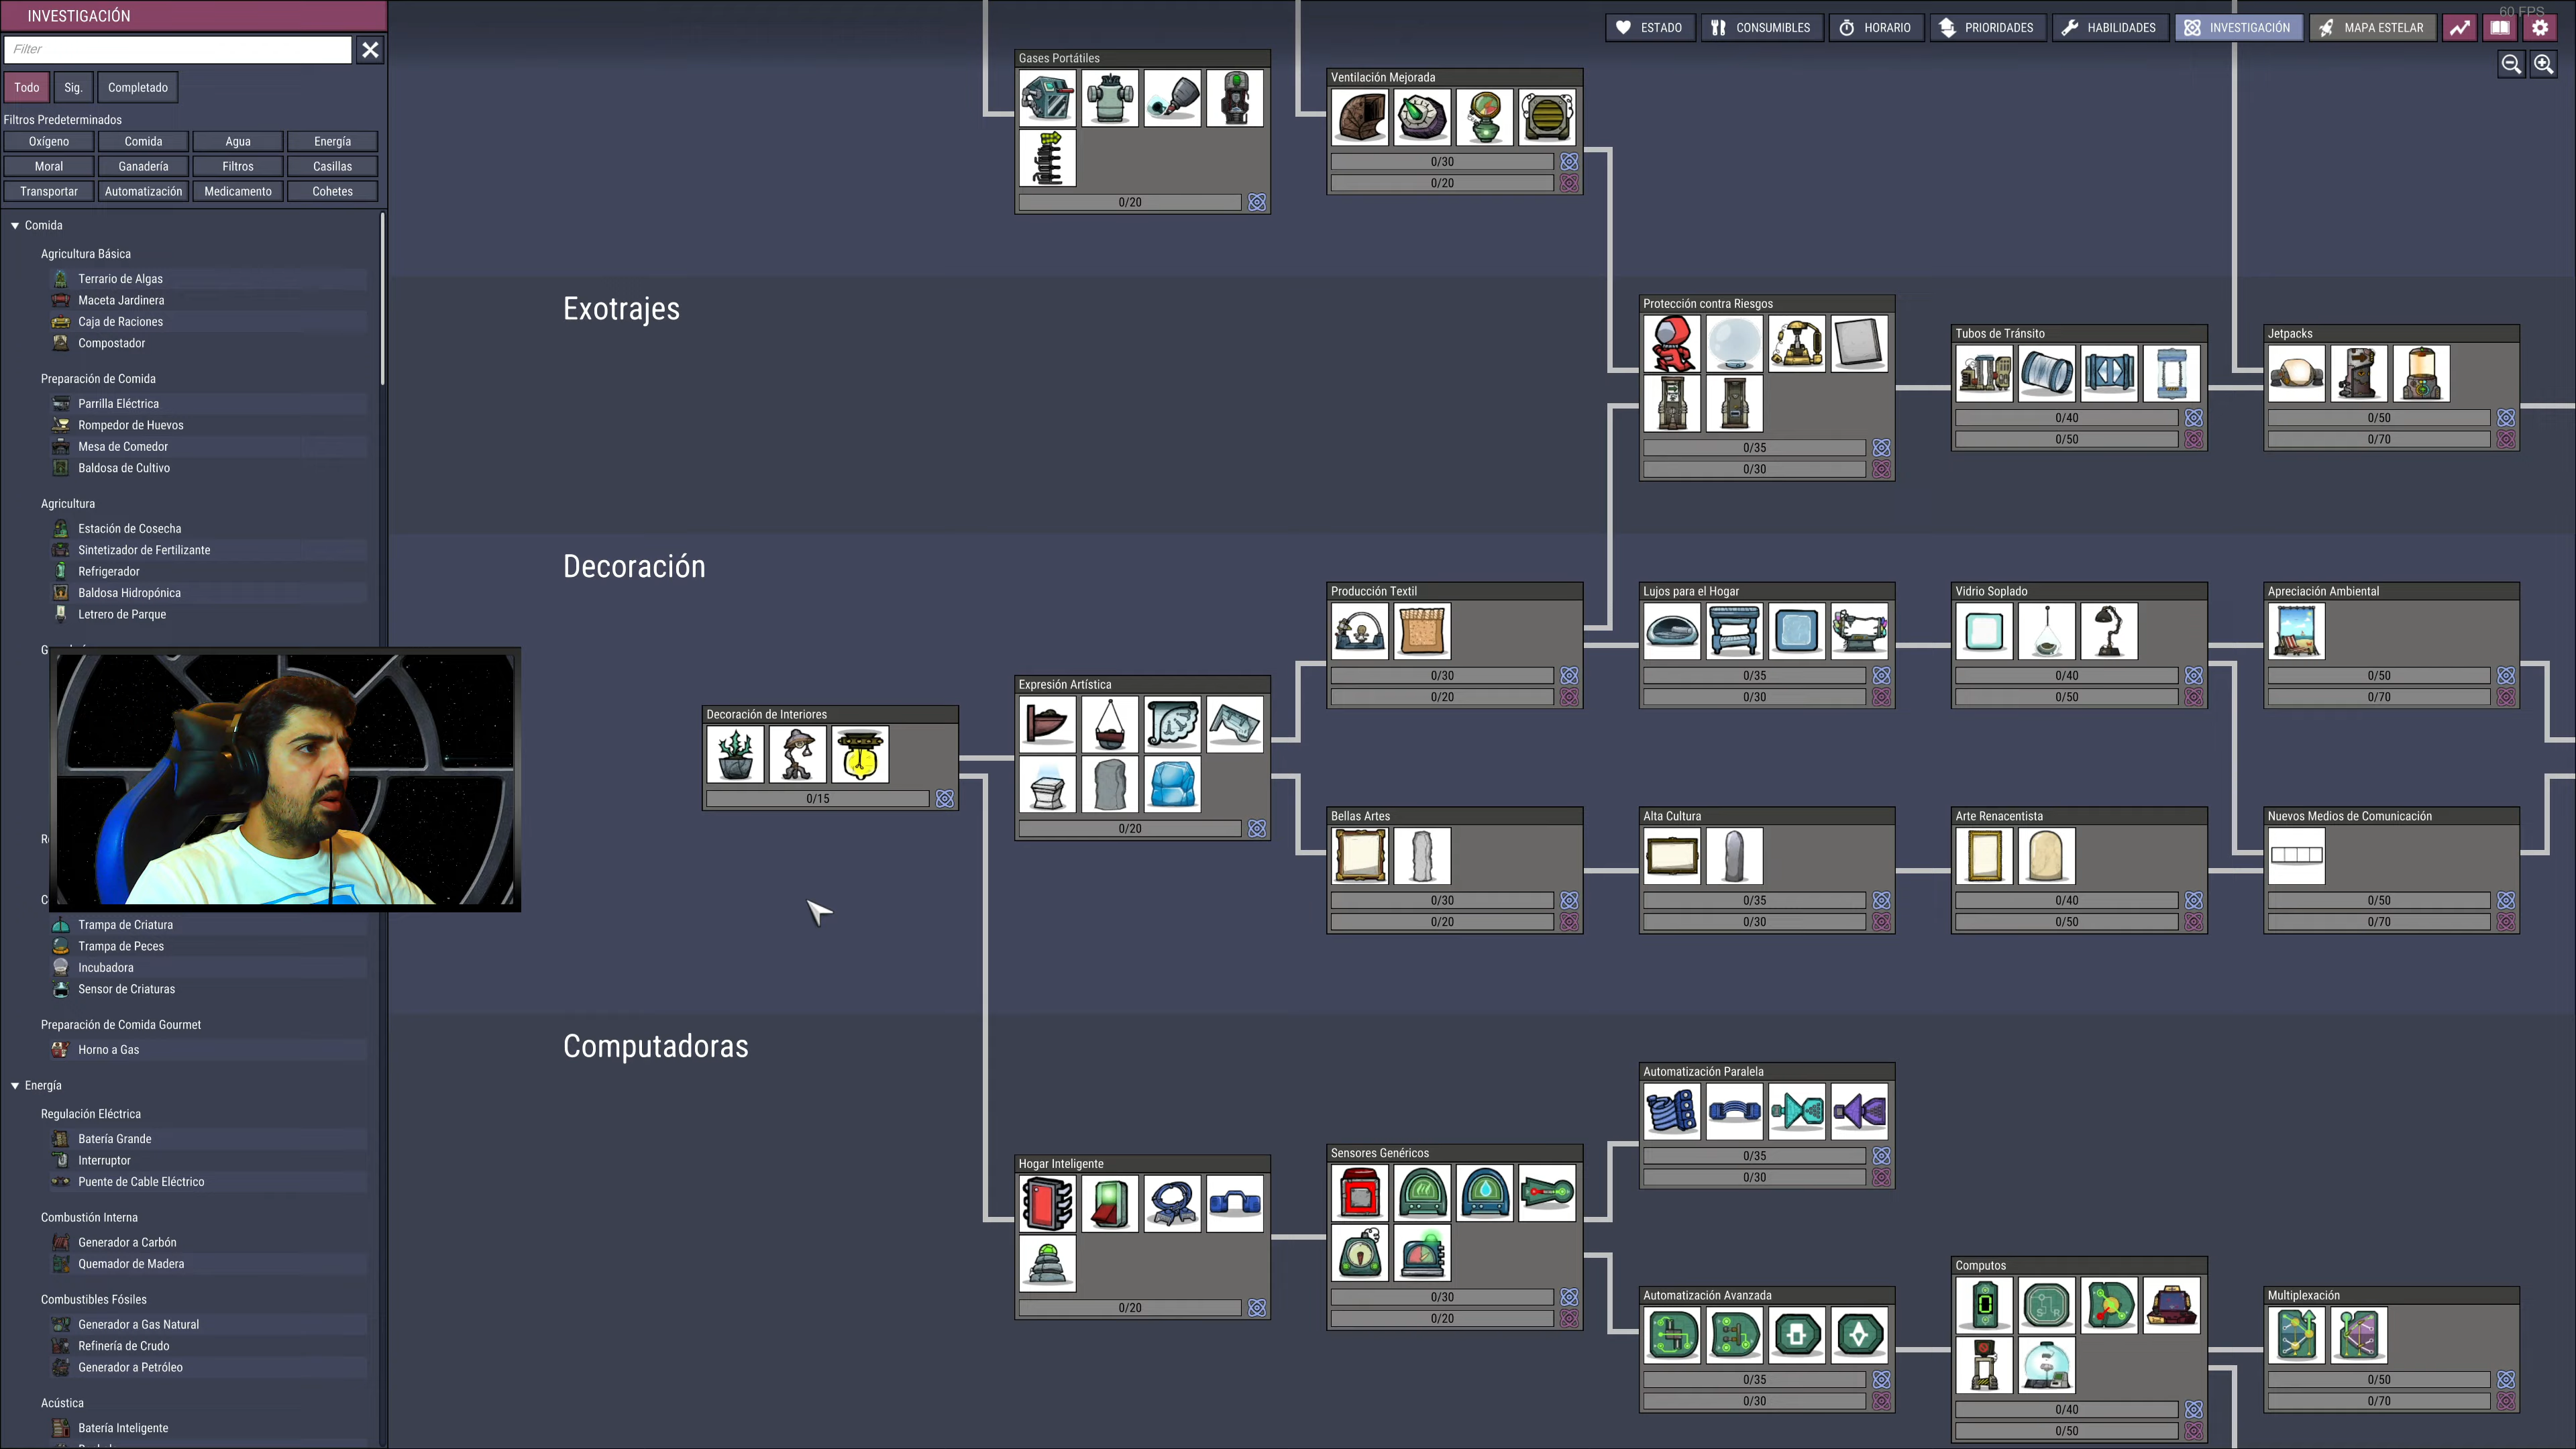 INVESTIGACIÓN
Filter
Todo
Sig.
Completado
Filtros Predeterminados
Oxígeno
Comida
Agua
Energía
Moral
Ganadería
Filtros
Casillas
Transportar
Automatización
Medicamento
Cohetes
Comida
Agricultura Básica
Terrario de Algas
Maceta Jardinera
Caja de Raciones
Compostador
Preparación de Comida
Parrilla Eléctrica
Rompedor de Huevos
Mesa de Comedor
Baldosa de Cultivo
Agricultura
Estación de Cosecha
Sintetizador de Fertilizante
Refrigerador
Baldosa Hidropónica
Letrero de Parque
Trampa de Criatura
Trampa de Peces
Incubadora
Sensor de Criaturas
Preparación de Comida Gourmet
Horno a Gas
Energía
Regulación Eléctrica
Batería Grande
Interruptor
Puente de Cable Eléctrico
Combustión Interna
Generador a Carbón
Quemador de Madera
Combustibles Fósiles
Generador a Gas Natural
Refinería de Crudo
Generador a Petróleo
Acústica
Batería Inteligente
60 FPS
ESTADO
CONSUMIBLES
HORARIO
PRIORIDADES
HABILIDADES
INVESTIGACIÓN
MAPA ESTELAR
Gases Portátiles
0/20
Ventilación Mejorada
0/30
0/20
Exotrajes
Protección contra Riesgos
0/35
0/30
Tubos de Tránsito
0/40
0/50
Jetpacks
0/50
0/70
Decoración
Decoración de Interiores
0/15
Expresión Artística
0/20
Producción Textil
0/30
0/20
Lujos para el Hogar
0/35
0/30
Vidrio Soplado
0/40
0/50
Apreciación Ambiental
0/50
0/70
Bellas Artes
0/30
0/20
Alta Cultura
0/35
0/30
Arte Renacentista
0/40
0/50
Nuevos Medios de Comunicación
0/50
0/70
Computadoras
Hogar Inteligente
0/20
Sensores Genéricos
0/30
0/20
Automatización Paralela
0/35
0/30
Automatización Avanzada
0/35
0/30
Computos
0/40
0/50
Multiplexación
0/50
0/70